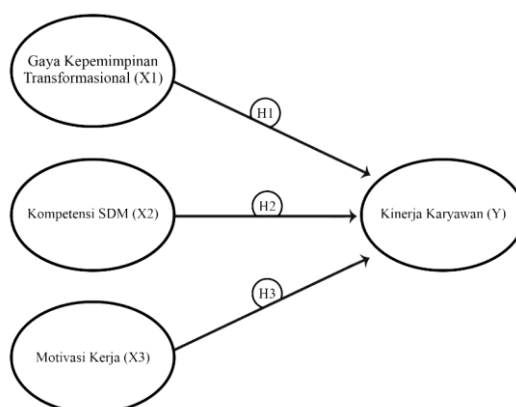 Gaya Kepemimpinan
Transformasional (X1)
H1
Kompetensi SDM (X2)
H2
Kinerja Karyawan (Y)
H3
Motivasi Kerja (X3)